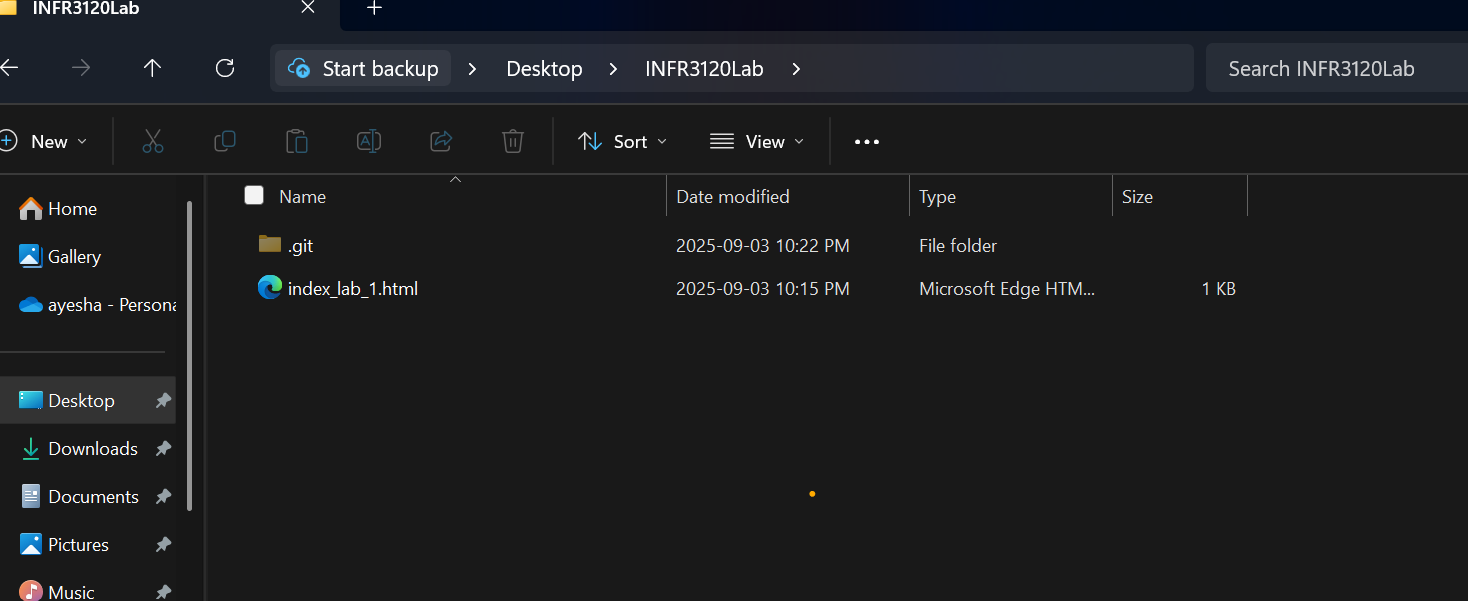 INFR3120Lab
Start backup > Desktop > INFR3120Lab >
Search INFR3120Lab
New
Sort
View
Name Date modified Type Size
.git 2025-09-03 10:22 PM File folder
index_lab_1.html 2025-09-03 10:15 PM Microsoft Edge HTM... 1 KB
Home
Gallery
ayesha - Persona
Desktop
Downloads
Documents
Pictures
Music